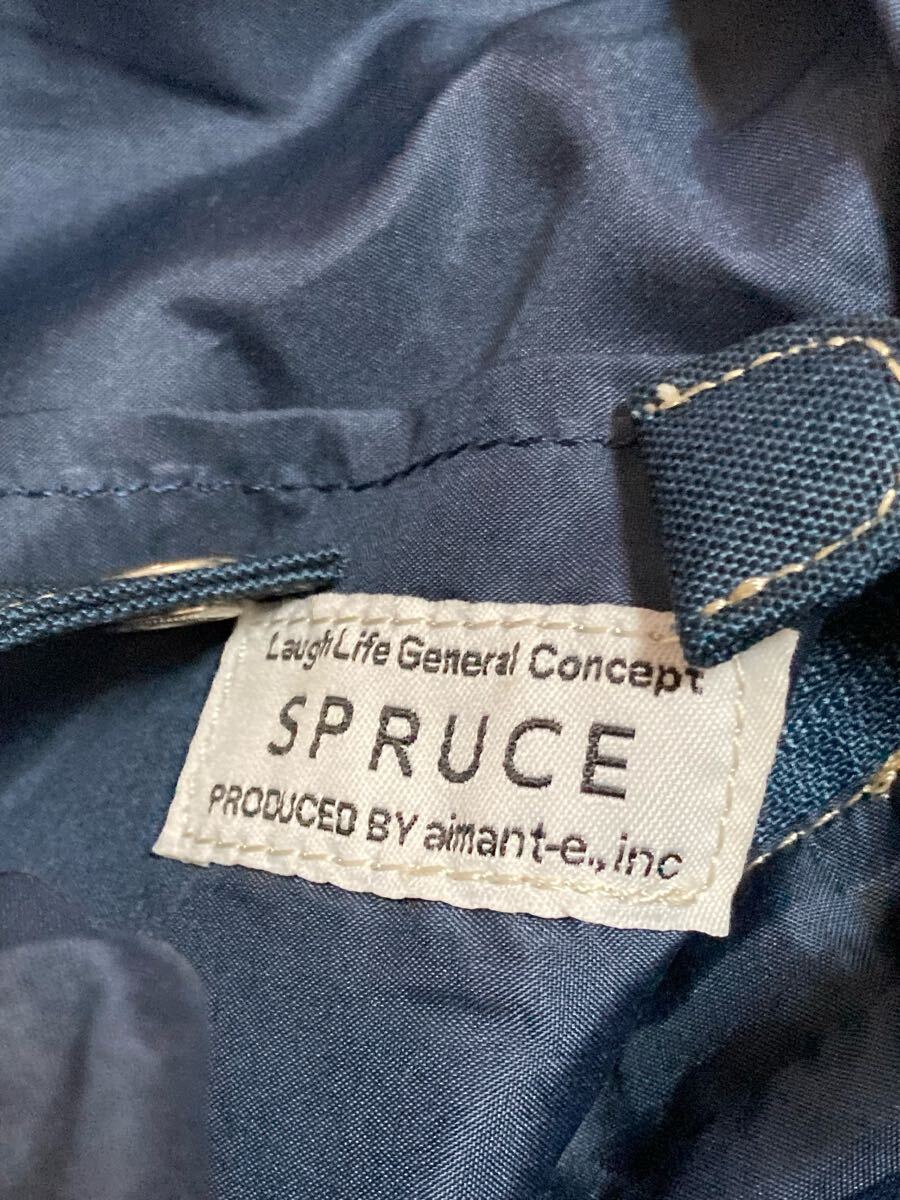 Laugh Life General Concept
SPRUCE
PRODUCED BY aimant-e., inc